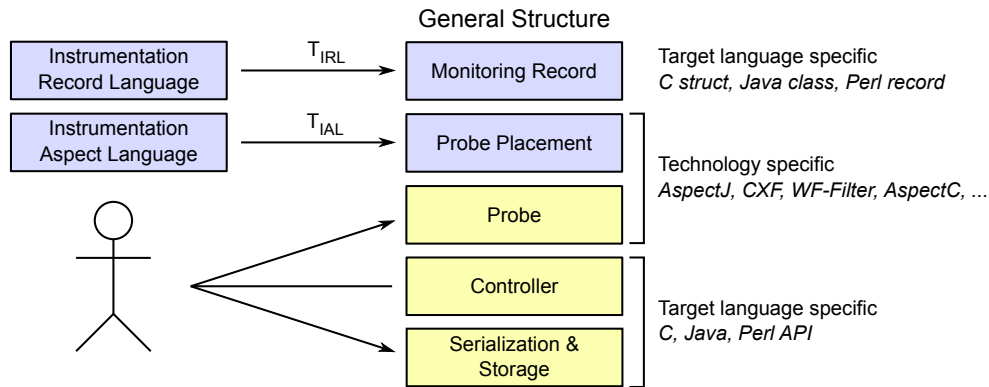 General Structure
Instrumentation
Record Language
T_IRL
Monitoring Record
Target language specific
C struct, Java class, Perl record
Instrumentation
Aspect Language
T_IAL
Probe Placement
Technology specific
AspectJ, CXF, WF-Filter, AspectC, ...
Probe
Controller
Target language specific
C, Java, Perl API
Serialization &
Storage